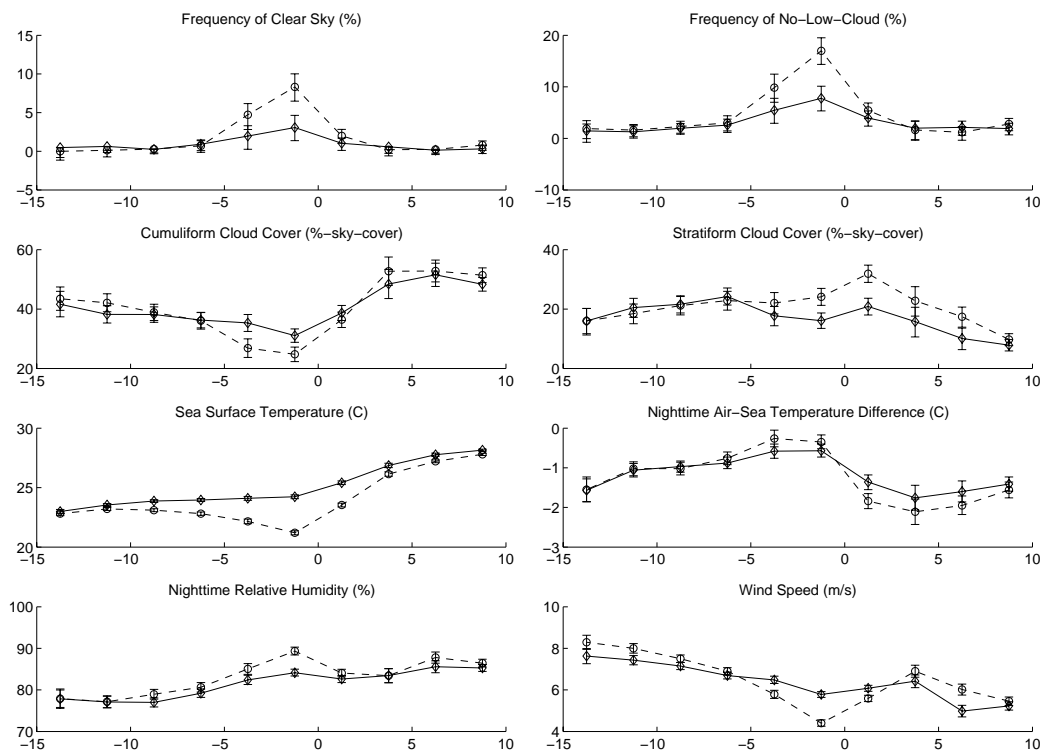 Frequency of Clear Sky (%)
15
10
5
0
−5
−15 −10 −5 0 5 10
Frequency of No−Low−Cloud (%)
20
10
0
−10
−15 −10 −5 0 5 10
Cumuliform Cloud Cover (%−sky−cover)
60
40
20
−15 −10 −5 0 5 10
Stratiform Cloud Cover (%−sky−cover)
40
20
0
−15 −10 −5 0 5 10
Sea Surface Temperature (C)
30
25
20
−15 −10 −5 0 5 10
Nighttime Air−Sea Temperature Difference (C)
0
−1
−2
−3
−15 −10 −5 0 5 10
Nighttime Relative Humidity (%)
100
90
80
70
−15 −10 −5 0 5 10
Wind Speed (m/s)
10
8
6
4
−15 −10 −5 0 5 10